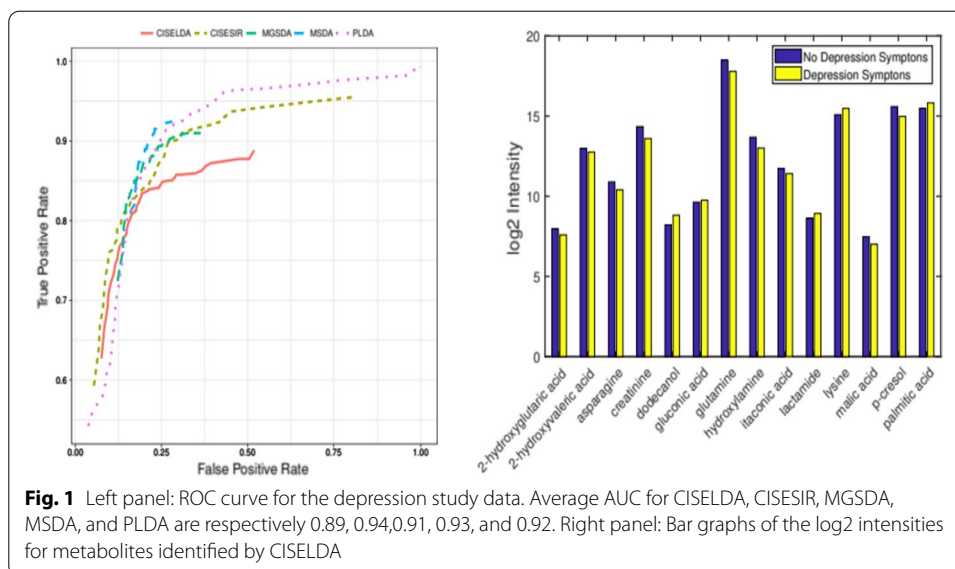 CISELDA CISESIR MGSDA MSDA PLDA
1.0
0.9
0.8
0.7
0.6
True Positive Rate
0.00 0.25 0.50 0.75 1.00
False Positive Rate
20
15
10
5
0
log2 Intensity
No Depression Symptons
Depression Symptons
2-hydroxyglutaric acid
2-hydroxyvaleric acid
asparagine
creatinine
dodecanol
gluconic acid
glutamine
hydroxylamine
itaconic acid
lactamide
lysine
malic acid
p-cresol
palmitic acid
Fig. 1 Left panel: ROC curve for the depression study data. Average AUC for CISELDA, CISESIR, MGSDA,
MSDA, and PLDA are respectively 0.89, 0.94,0.91, 0.93, and 0.92. Right panel: Bar graphs of the log2 intensities
for metabolites identified by CISELDA